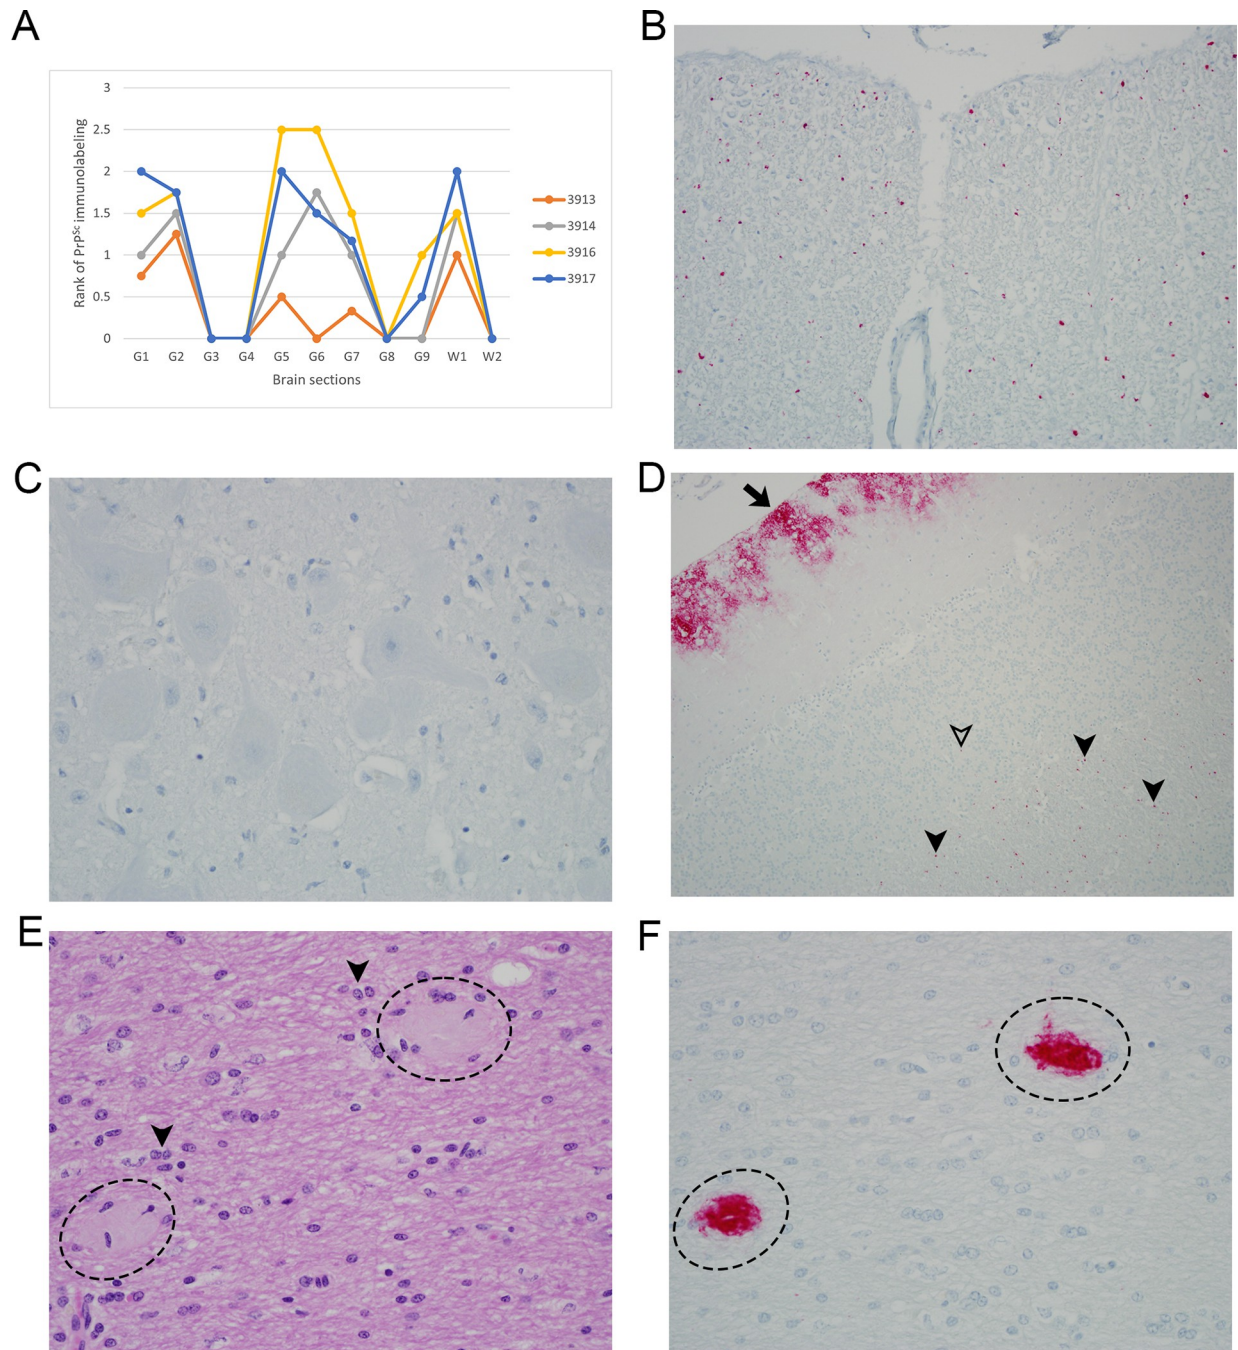 A
B
3
2.5
2
1.5
1
0.5
0
Rank of PrPSc immunolabeling
G1 G2 G3 G4 G5 G6 G7 G8 G9 W1 W2
Brain sections
3913
3914
3916
3917
C
D
E
F